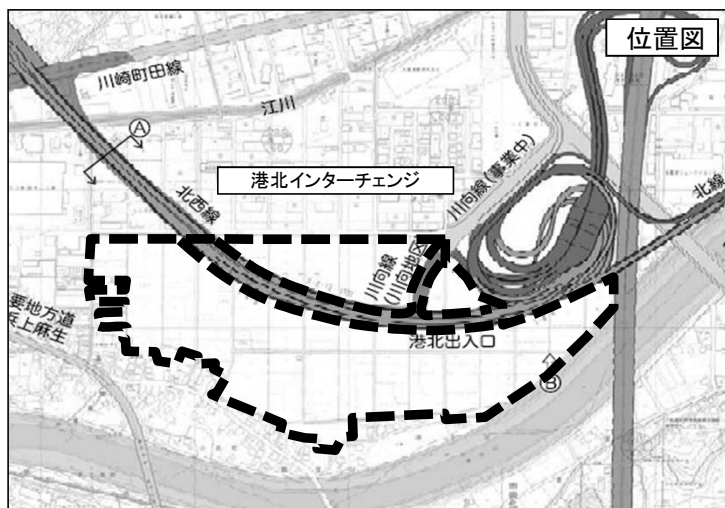 位置図
川崎町田線
江川
Ⓐ
港北インターチェンジ
川向線(事業中)
北西線
北線
川向線
(川向地区
要地方道
浜上麻生
港北出入口
Ⓑ